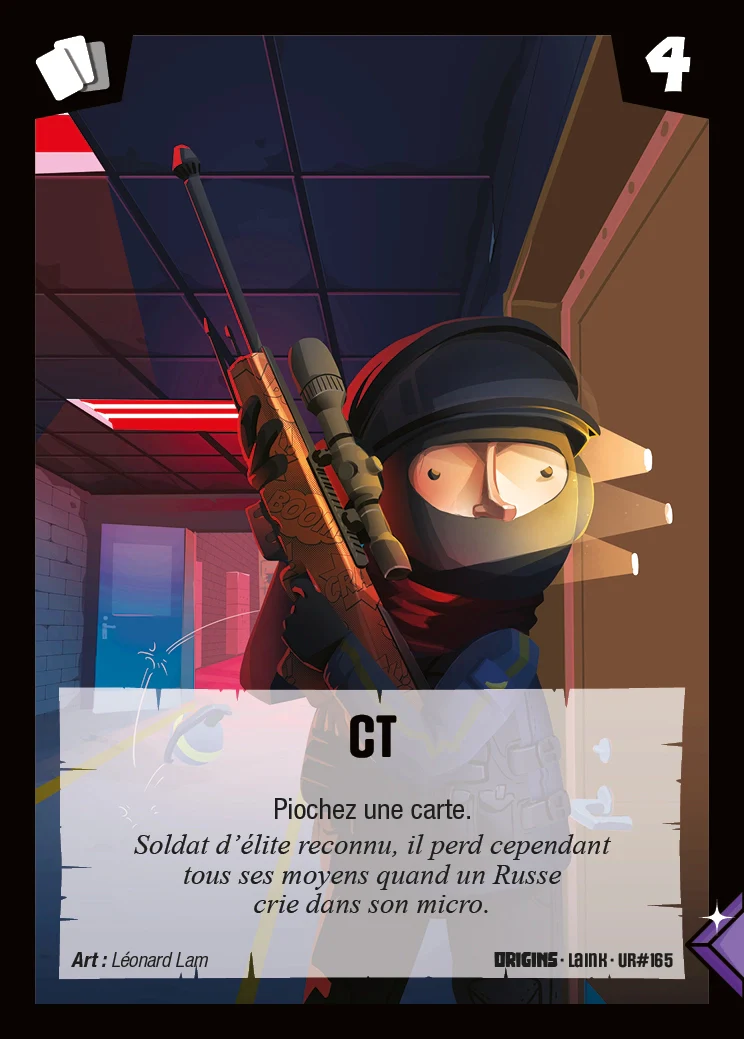 4
BOOM
CT
Piochez une carte.
Soldat d’élite reconnu, il perd cependant
tous ses moyens quand un Russe
crie dans son micro.
Art : Léonard Lam
ORIGINS · LainK · UR#165